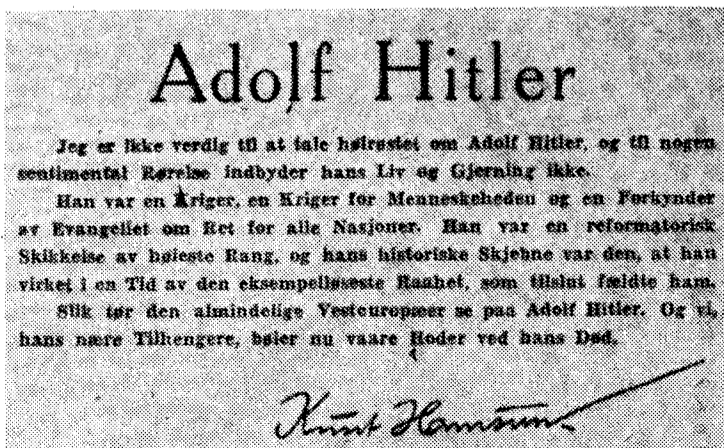 Adolf Hitler
Jeg er ikke verdig til at tale høirøstet om Adolf Hitler, og til nogen
sentimental Rørelse indbyder hans Liv og Gjerning ikke.
Han var en Kriger, en Kriger for Menneskeheden og en Forkynder
av Evangeliet om Ret for alle Nasjoner. Han var en reformatorisk
Skikkelse av høieste Rang, og hans historiske Skjebne var den, at han
virket i en Tid av den eksempelløseste Raahet, som tilslut fældte ham.
Slik tør den almindelige Vesteuropæer se paa Adolf Hitler. Og vi,
hans nære Tilhengere, bøier nu vaare Hoder ved hans Død.
Knut Hamsun